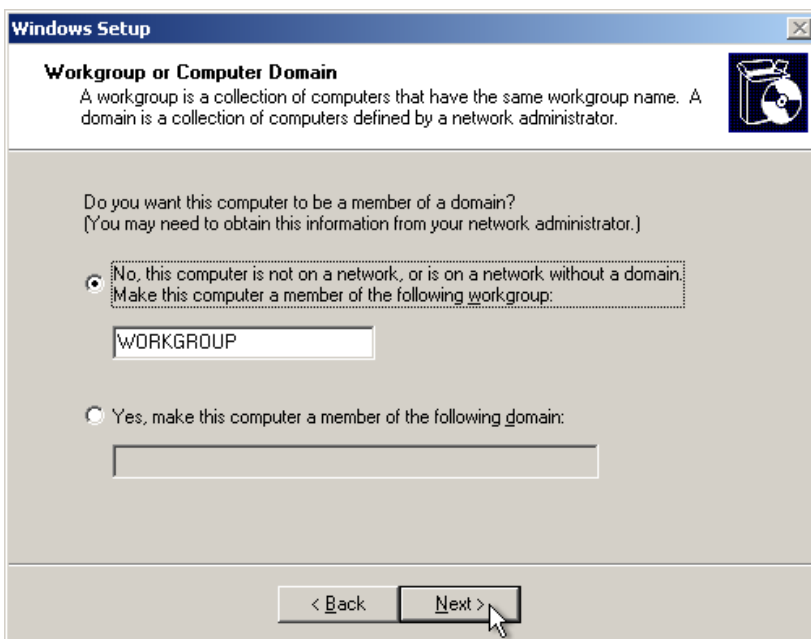 Windows Setup
Workgroup or Computer Domain
A workgroup is a collection of computers that have the same workgroup name.  A
domain is a collection of computers defined by a network administrator.
Do you want this computer to be a member of a domain?
(You may need to obtain this information from your network administrator.)
No, this computer is not on a network, or is on a network without a domain.
Make this computer a member of the following workgroup:
WORKGROUP
Yes, make this computer a member of the following domain:
< Back
Next >